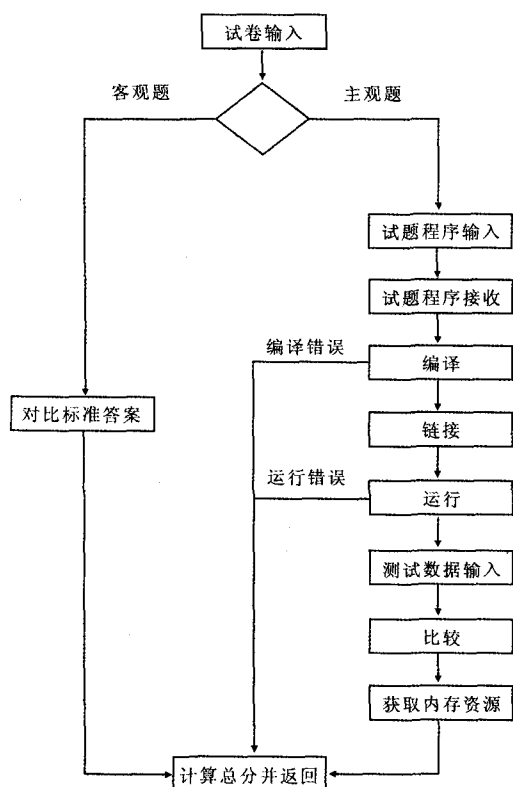 试卷输入
客观题
主观题
试题程序输入
试题程序接收
编译错误
编译
对比标准答案
链接
运行错误
运行
测试数据输入
比较
获取内存资源
计算总分并返回